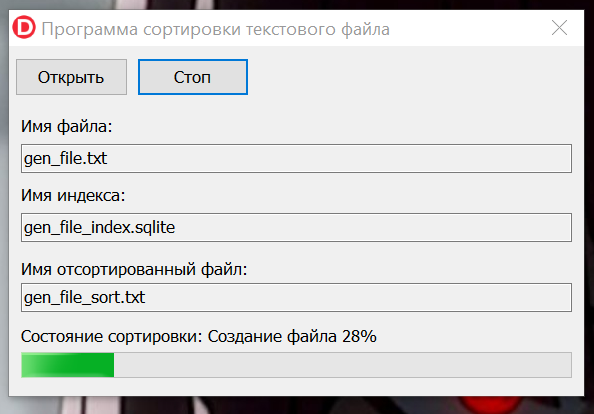 D Программа сортировки текстового файла
Открыть Стоп
Имя файла:
gen_file.txt
Имя индекса:
gen_file_index.sqlite
Имя отсортированный файл:
gen_file_sort.txt
Состояние сортировки: Создание файла 28%